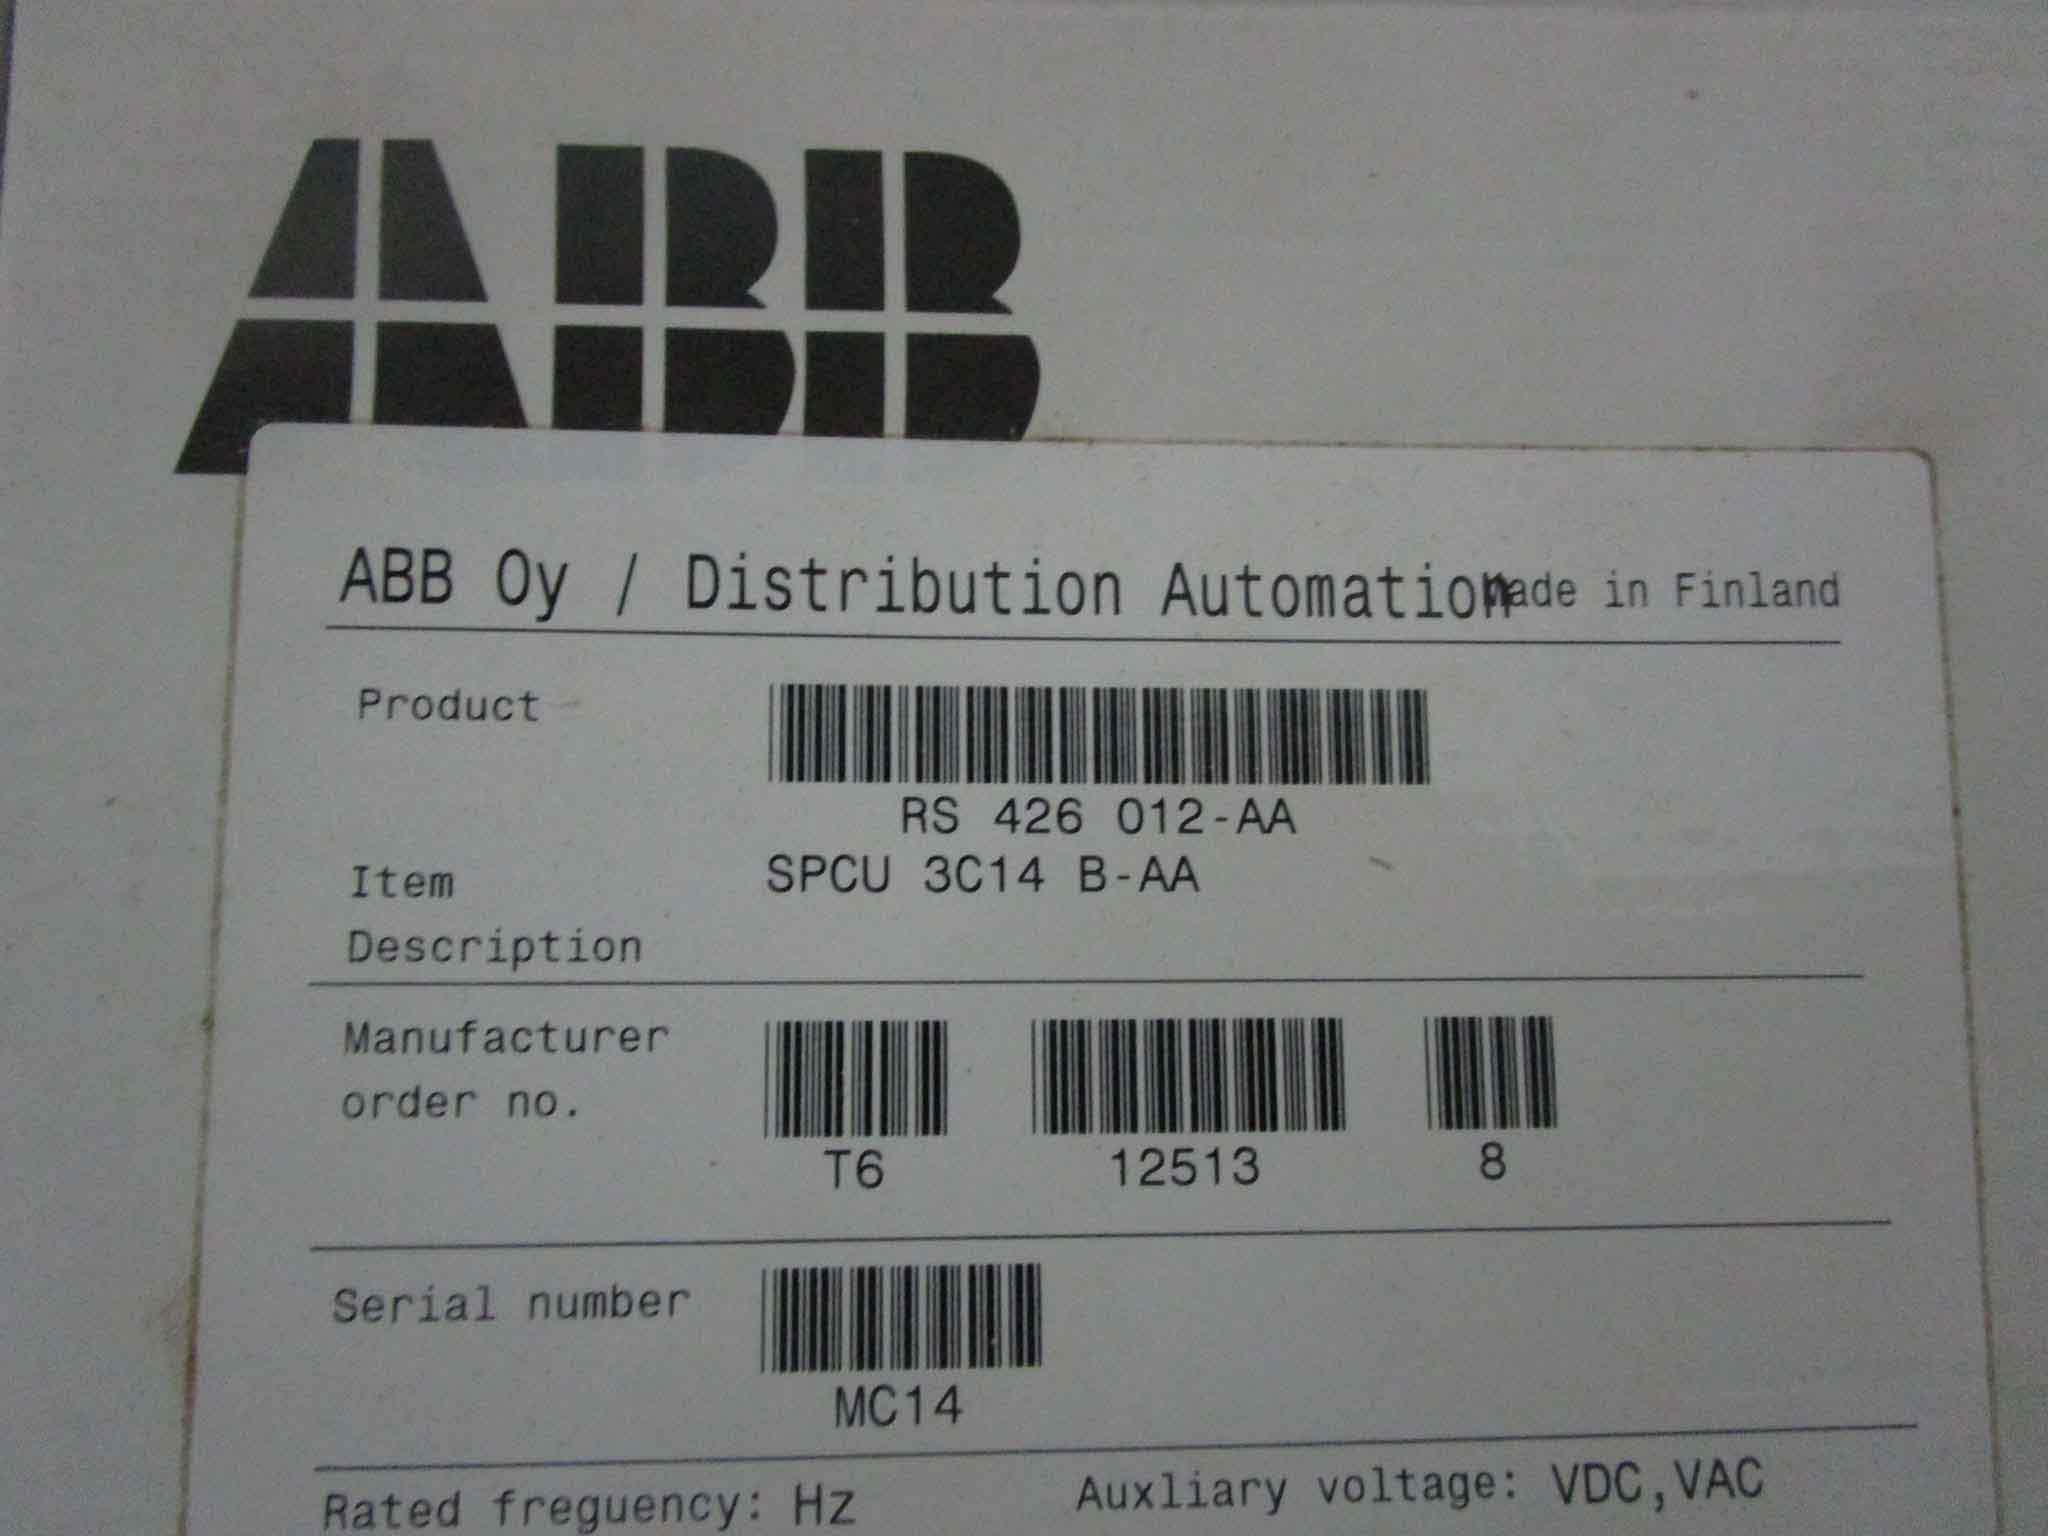 ABB
ABB Oy / Distribution Automation made in Finland
Product
RS 426 012-AA
Item SPCU 3C14 B-AA
Description
Manufacturer
order no.
T6 12513 8
Serial number
MC14
Rated freguency: Hz Auxliary voltage: VDC,VAC